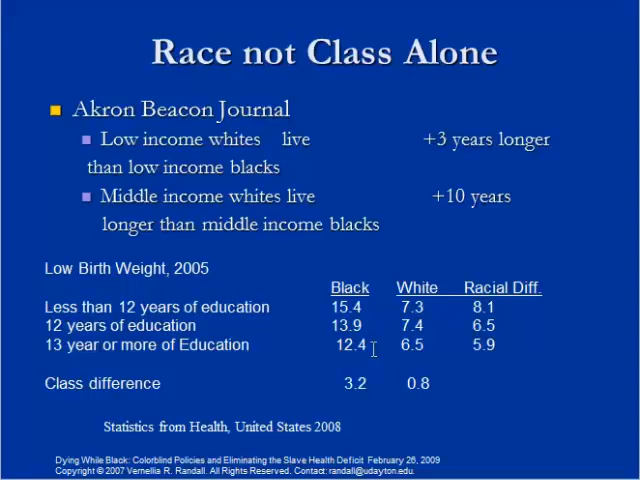 Race not Class Alone
Akron Beacon Journal
Low income whites live +3 years longer
than low income blacks
Middle income whites live +10 years
longer than middle income blacks
Low Birth Weight, 2005
Black White Racial Diff.
Less than 12 years of education 15.4 7.3 8.1
12 years of education 13.9 7.4 6.5
13 year or more of Education 12.4 6.5 5.9
Class difference 3.2 0.8
Statistics from Health, United States 2008
Dying While Black: Colorblind Policies and Eliminating the Slave Health Deficit February 26, 2009
Copyright © 2007 Vernellia R. Randall. All Rights Reserved. Contact: randall@udayton.edu.